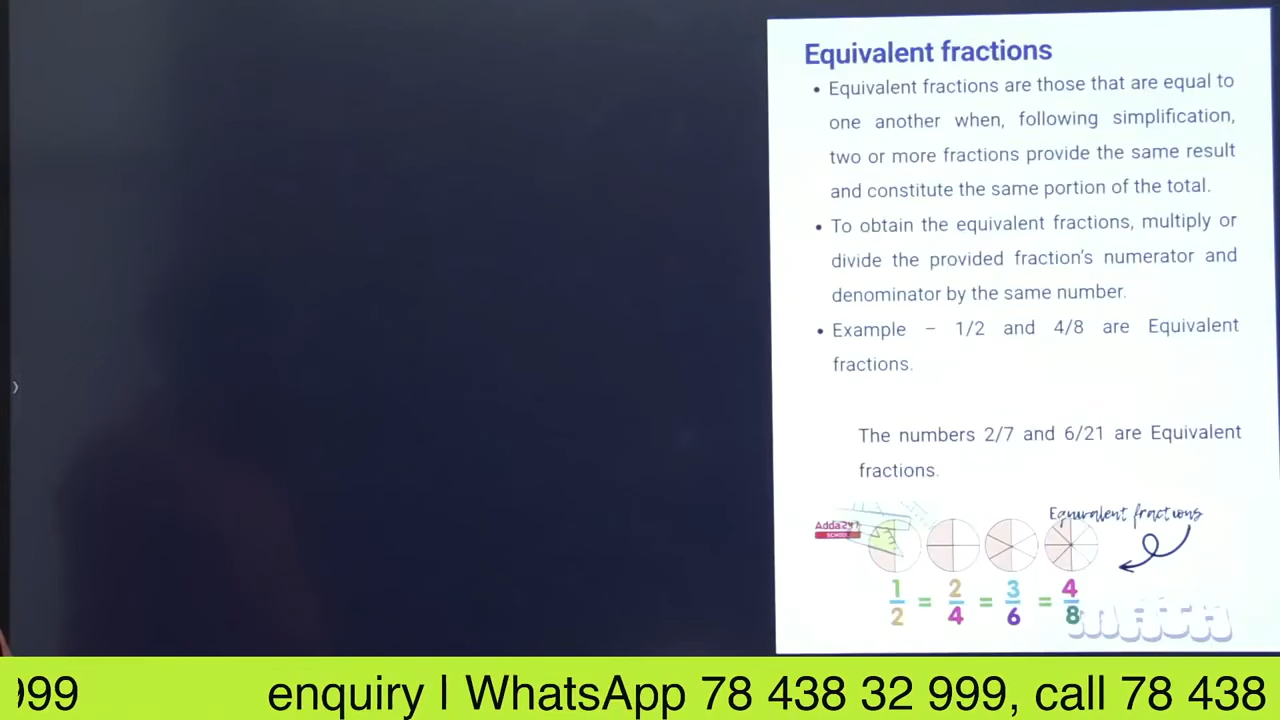 Equivalent fractions
• Equivalent fractions are those that are equal to
one another when, following simplification,
two or more fractions provide the same result
and constitute the same portion of the total.
• To obtain the equivalent fractions, multiply or
divide the provided fraction's numerator and
denominator by the same number.
• Example – 1/2 and 4/8 are Equivalent
fractions.
The numbers 2/7 and 6/21 are Equivalent
fractions.
Equivalent fractions
Adda247
SCHOOL
1/2 = 2/4 = 3/6 = 4/8
MATH
999 enquiry I WhatsApp 78 438 32 999, call 78 438